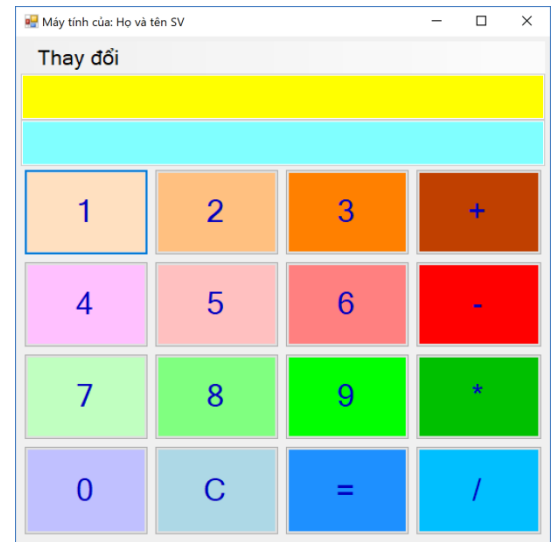 Máy tính của: Họ và tên SV
Thay đổi
1 2 3 +
4 5 6 -
7 8 9 *
0 C = /